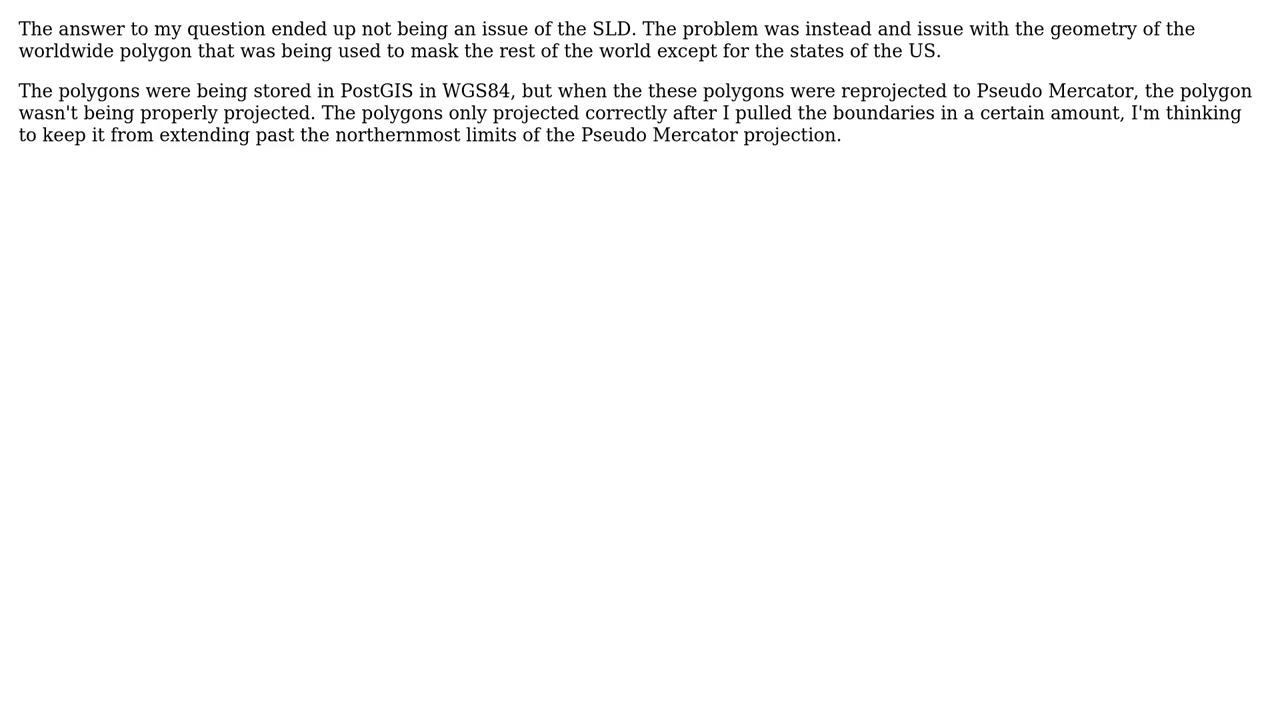 The answer to my question ended up not being an issue of the SLD. The problem was instead and issue with the geometry of the
worldwide polygon that was being used to mask the rest of the world except for the states of the US.
The polygons were being stored in PostGIS in WGS84, but when the these polygons were reprojected to Pseudo Mercator, the polygon
wasn't being properly projected. The polygons only projected correctly after I pulled the boundaries in a certain amount, I'm thinking
to keep it from extending past the northernmost limits of the Pseudo Mercator projection.